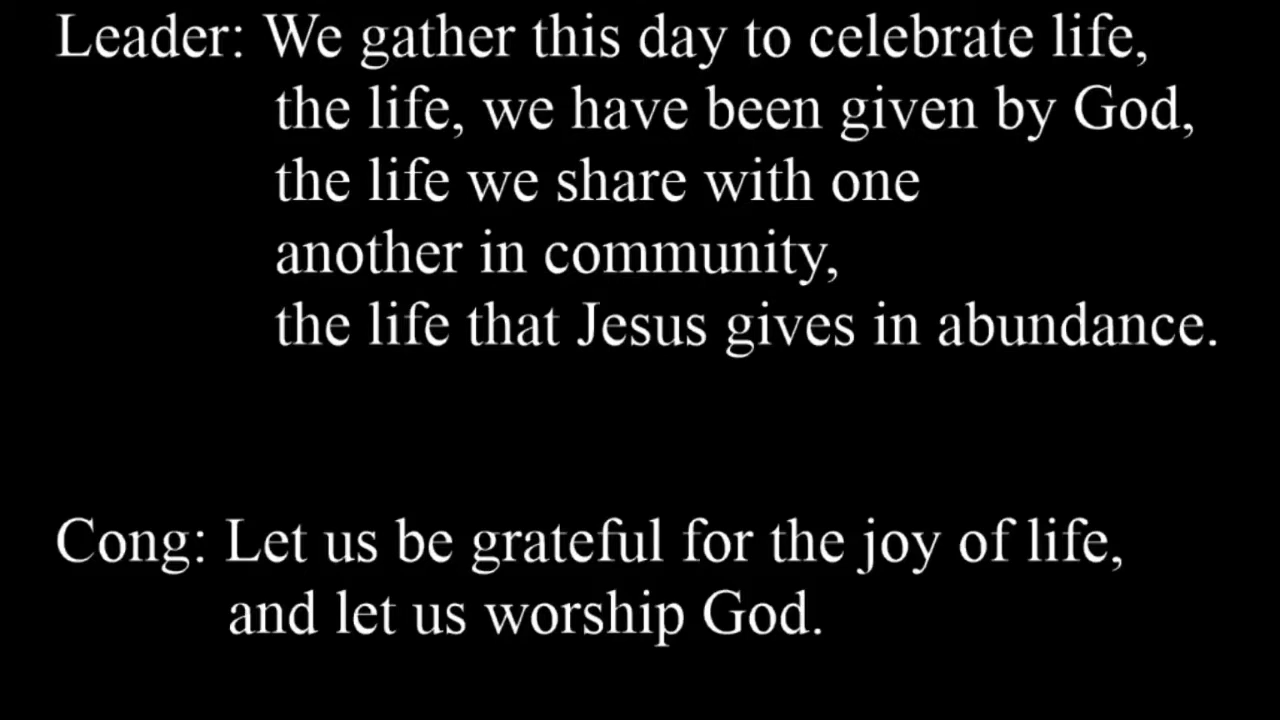 Leader: We gather this day to celebrate life,
the life, we have been given by God,
the life we share with one
another in community,
the life that Jesus gives in abundance.
Cong: Let us be grateful for the joy of life,
and let us worship God.